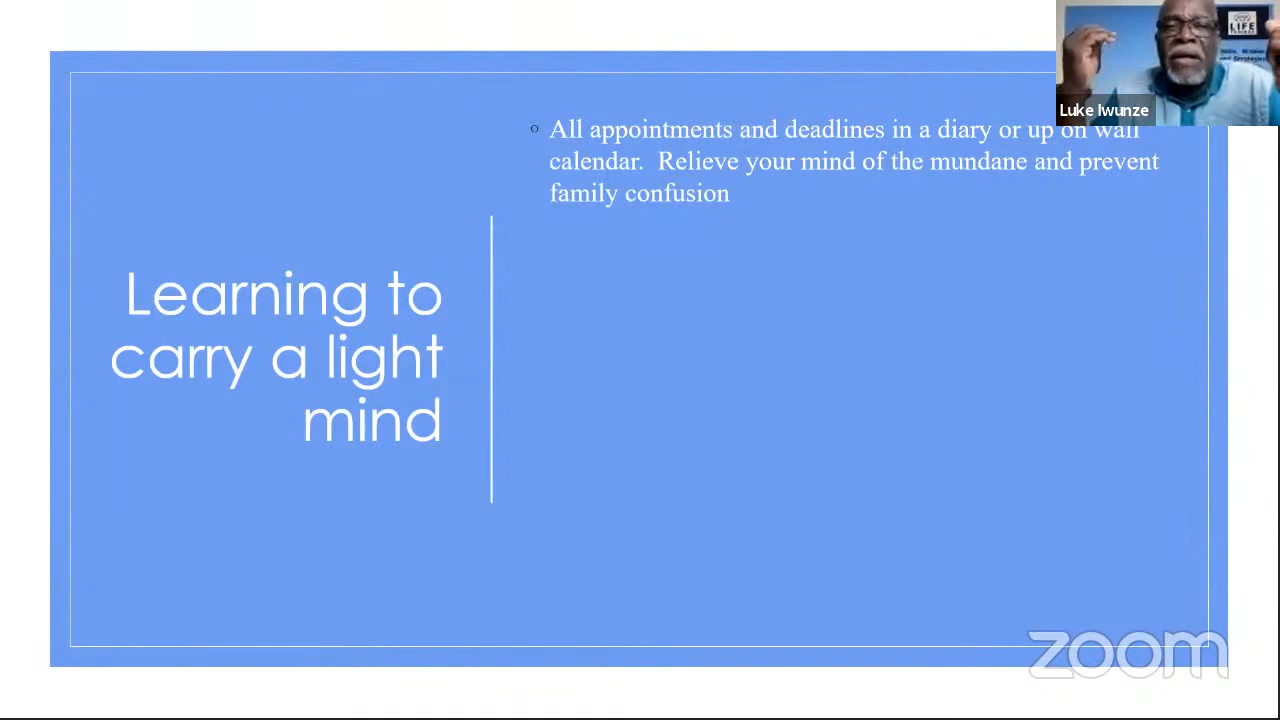 LIFE
Luke Iwunze
All appointments and deadlines in a diary or up on wall
calendar.  Relieve your mind of the mundane and prevent
family confusion
Learning to
carry a light
mind
zoom